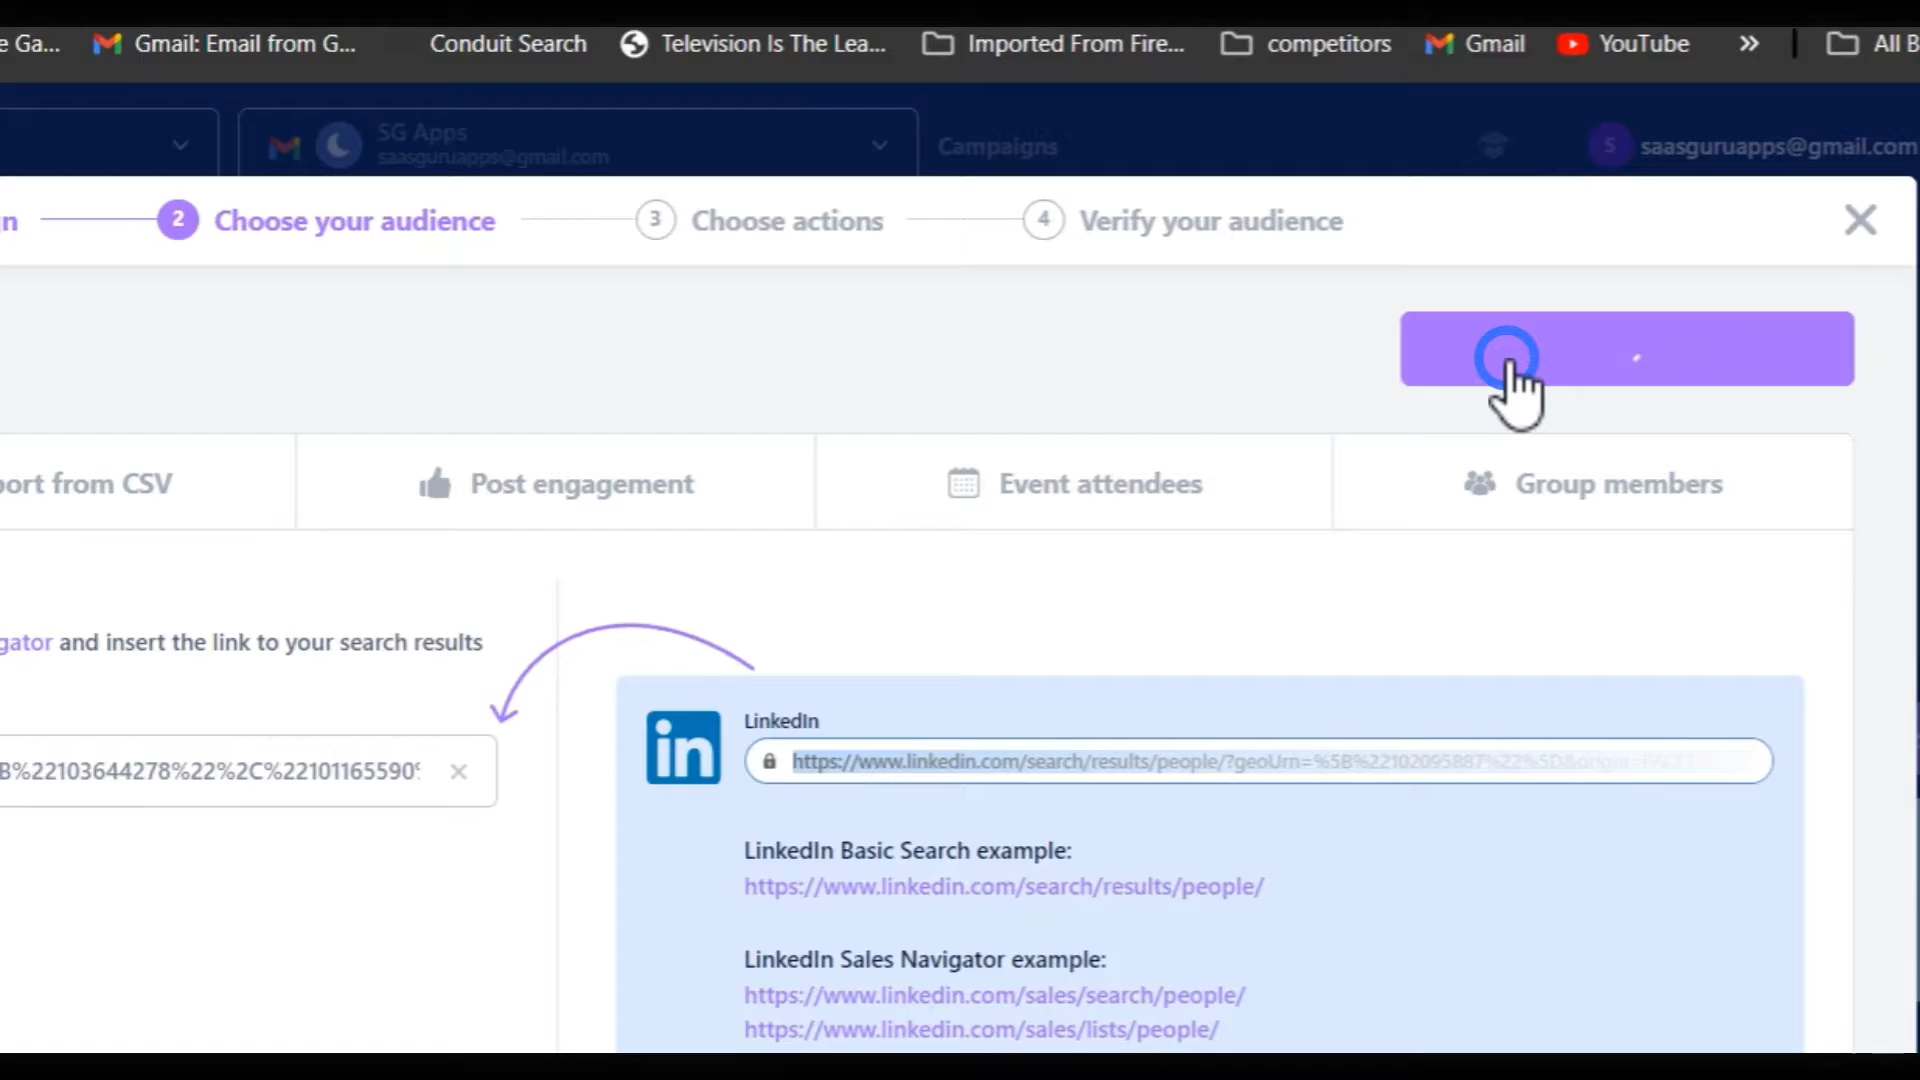 e Ga...
Gmail: Email from G...
Conduit Search
Television Is The Lea...
Imported From Fire...
competitors
Gmail
YouTube
»
All B
SG Apps
saasguruapps@gmail.com
Campaigns
S
saasguruapps@gmail.com
n
2 Choose your audience
3 Choose actions
4 Verify your audience
port from CSV
Post engagement
Event attendees
Group members
gator and insert the link to your search results
B%22103644278%22%2C%22101165590%
in
LinkedIn
https://www.linkedin.com/search/results/people/?geoUrn=%5B%22102095887%22%5D&origin=
LinkedIn Basic Search example:
https://www.linkedin.com/search/results/people/
LinkedIn Sales Navigator example:
https://www.linkedin.com/sales/search/people/
https://www.linkedin.com/sales/lists/people/